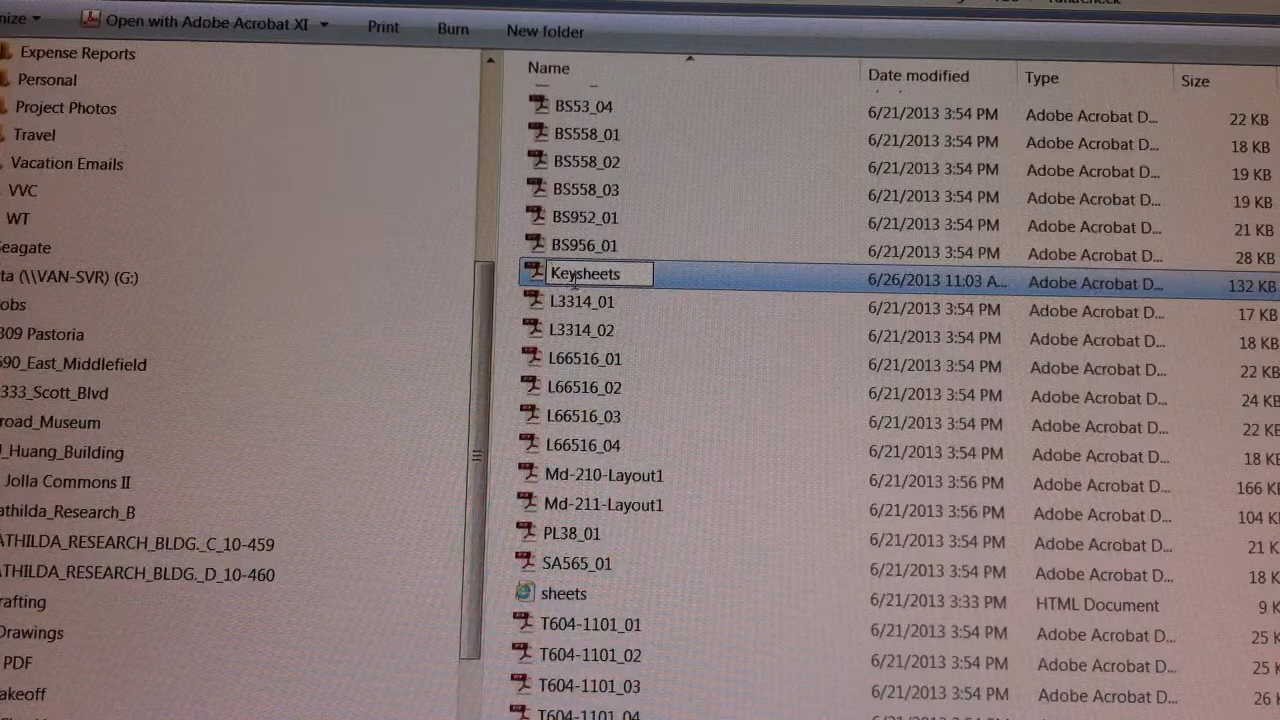 Open with Adobe Acrobat XI Print Burn New folder
Expense Reports
Personal
Project Photos
Travel
Vacation Emails
VVC
WT
eagate
ta (\\VAN-SVR) (G:)
obs
309 Pastoria
590_East_Middlefield
333_Scott_Blvd
road_Museum
_Huang_Building
Jolla Commons II
athilda_Research_B
ATHILDA_RESEARCH_BLDG._C_10-459
ATHILDA_RESEARCH_BLDG._D_10-460
rafting
Drawings
PDF
akeoff
Name Date modified Type Size
BS53_04 6/21/2013 3:54 PM Adobe Acrobat D... 22 KB
BS558_01 6/21/2013 3:54 PM Adobe Acrobat D... 18 KB
BS558_02 6/21/2013 3:54 PM Adobe Acrobat D... 19 KB
BS558_03 6/21/2013 3:54 PM Adobe Acrobat D... 19 KB
BS952_01 6/21/2013 3:54 PM Adobe Acrobat D... 21 KB
BS956_01 6/21/2013 3:54 PM Adobe Acrobat D... 28 KB
Keysheets 6/26/2013 11:03 A... Adobe Acrobat D... 132 KB
L3314_01 6/21/2013 3:54 PM Adobe Acrobat D... 17 KB
L3314_02 6/21/2013 3:54 PM Adobe Acrobat D... 18 KB
L66516_01 6/21/2013 3:54 PM Adobe Acrobat D... 22 KB
L66516_02 6/21/2013 3:54 PM Adobe Acrobat D... 24 KB
L66516_03 6/21/2013 3:54 PM Adobe Acrobat D... 22 KB
L66516_04 6/21/2013 3:54 PM Adobe Acrobat D... 18 KB
Md-210-Layout1 6/21/2013 3:56 PM Adobe Acrobat D... 166 KB
Md-211-Layout1 6/21/2013 3:56 PM Adobe Acrobat D... 104 KB
PL38_01 6/21/2013 3:54 PM Adobe Acrobat D... 21 K
SA565_01 6/21/2013 3:54 PM Adobe Acrobat D... 18 K
sheets 6/21/2013 3:33 PM HTML Document 9 K
T604-1101_01 6/21/2013 3:54 PM Adobe Acrobat D... 25 K
T604-1101_02 6/21/2013 3:54 PM Adobe Acrobat D... 25 K
T604-1101_03 6/21/2013 3:54 PM Adobe Acrobat D... 26 K
T604-1101_04